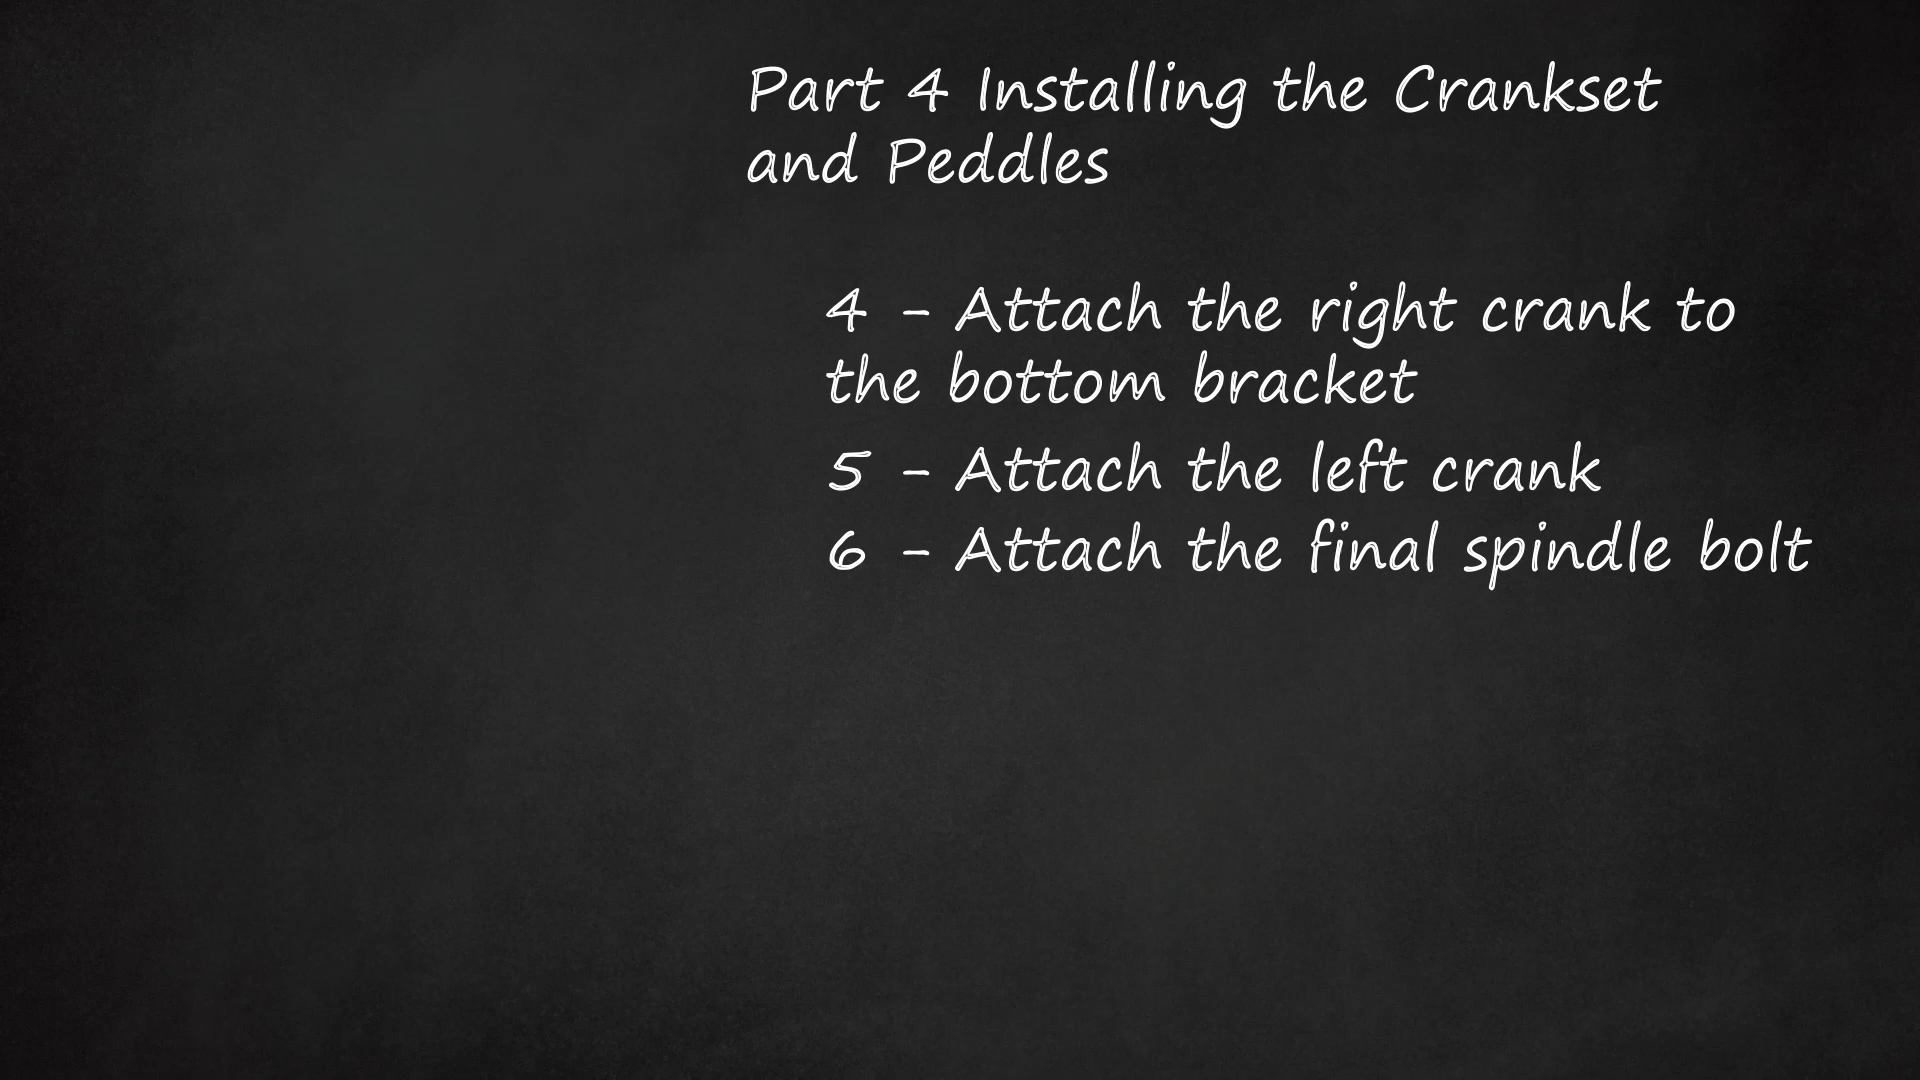 Part 4 Installing the Crankset
and Peddles
4 - Attach the right crank to
the bottom bracket
5 - Attach the left crank
6 - Attach the final spindle bolt